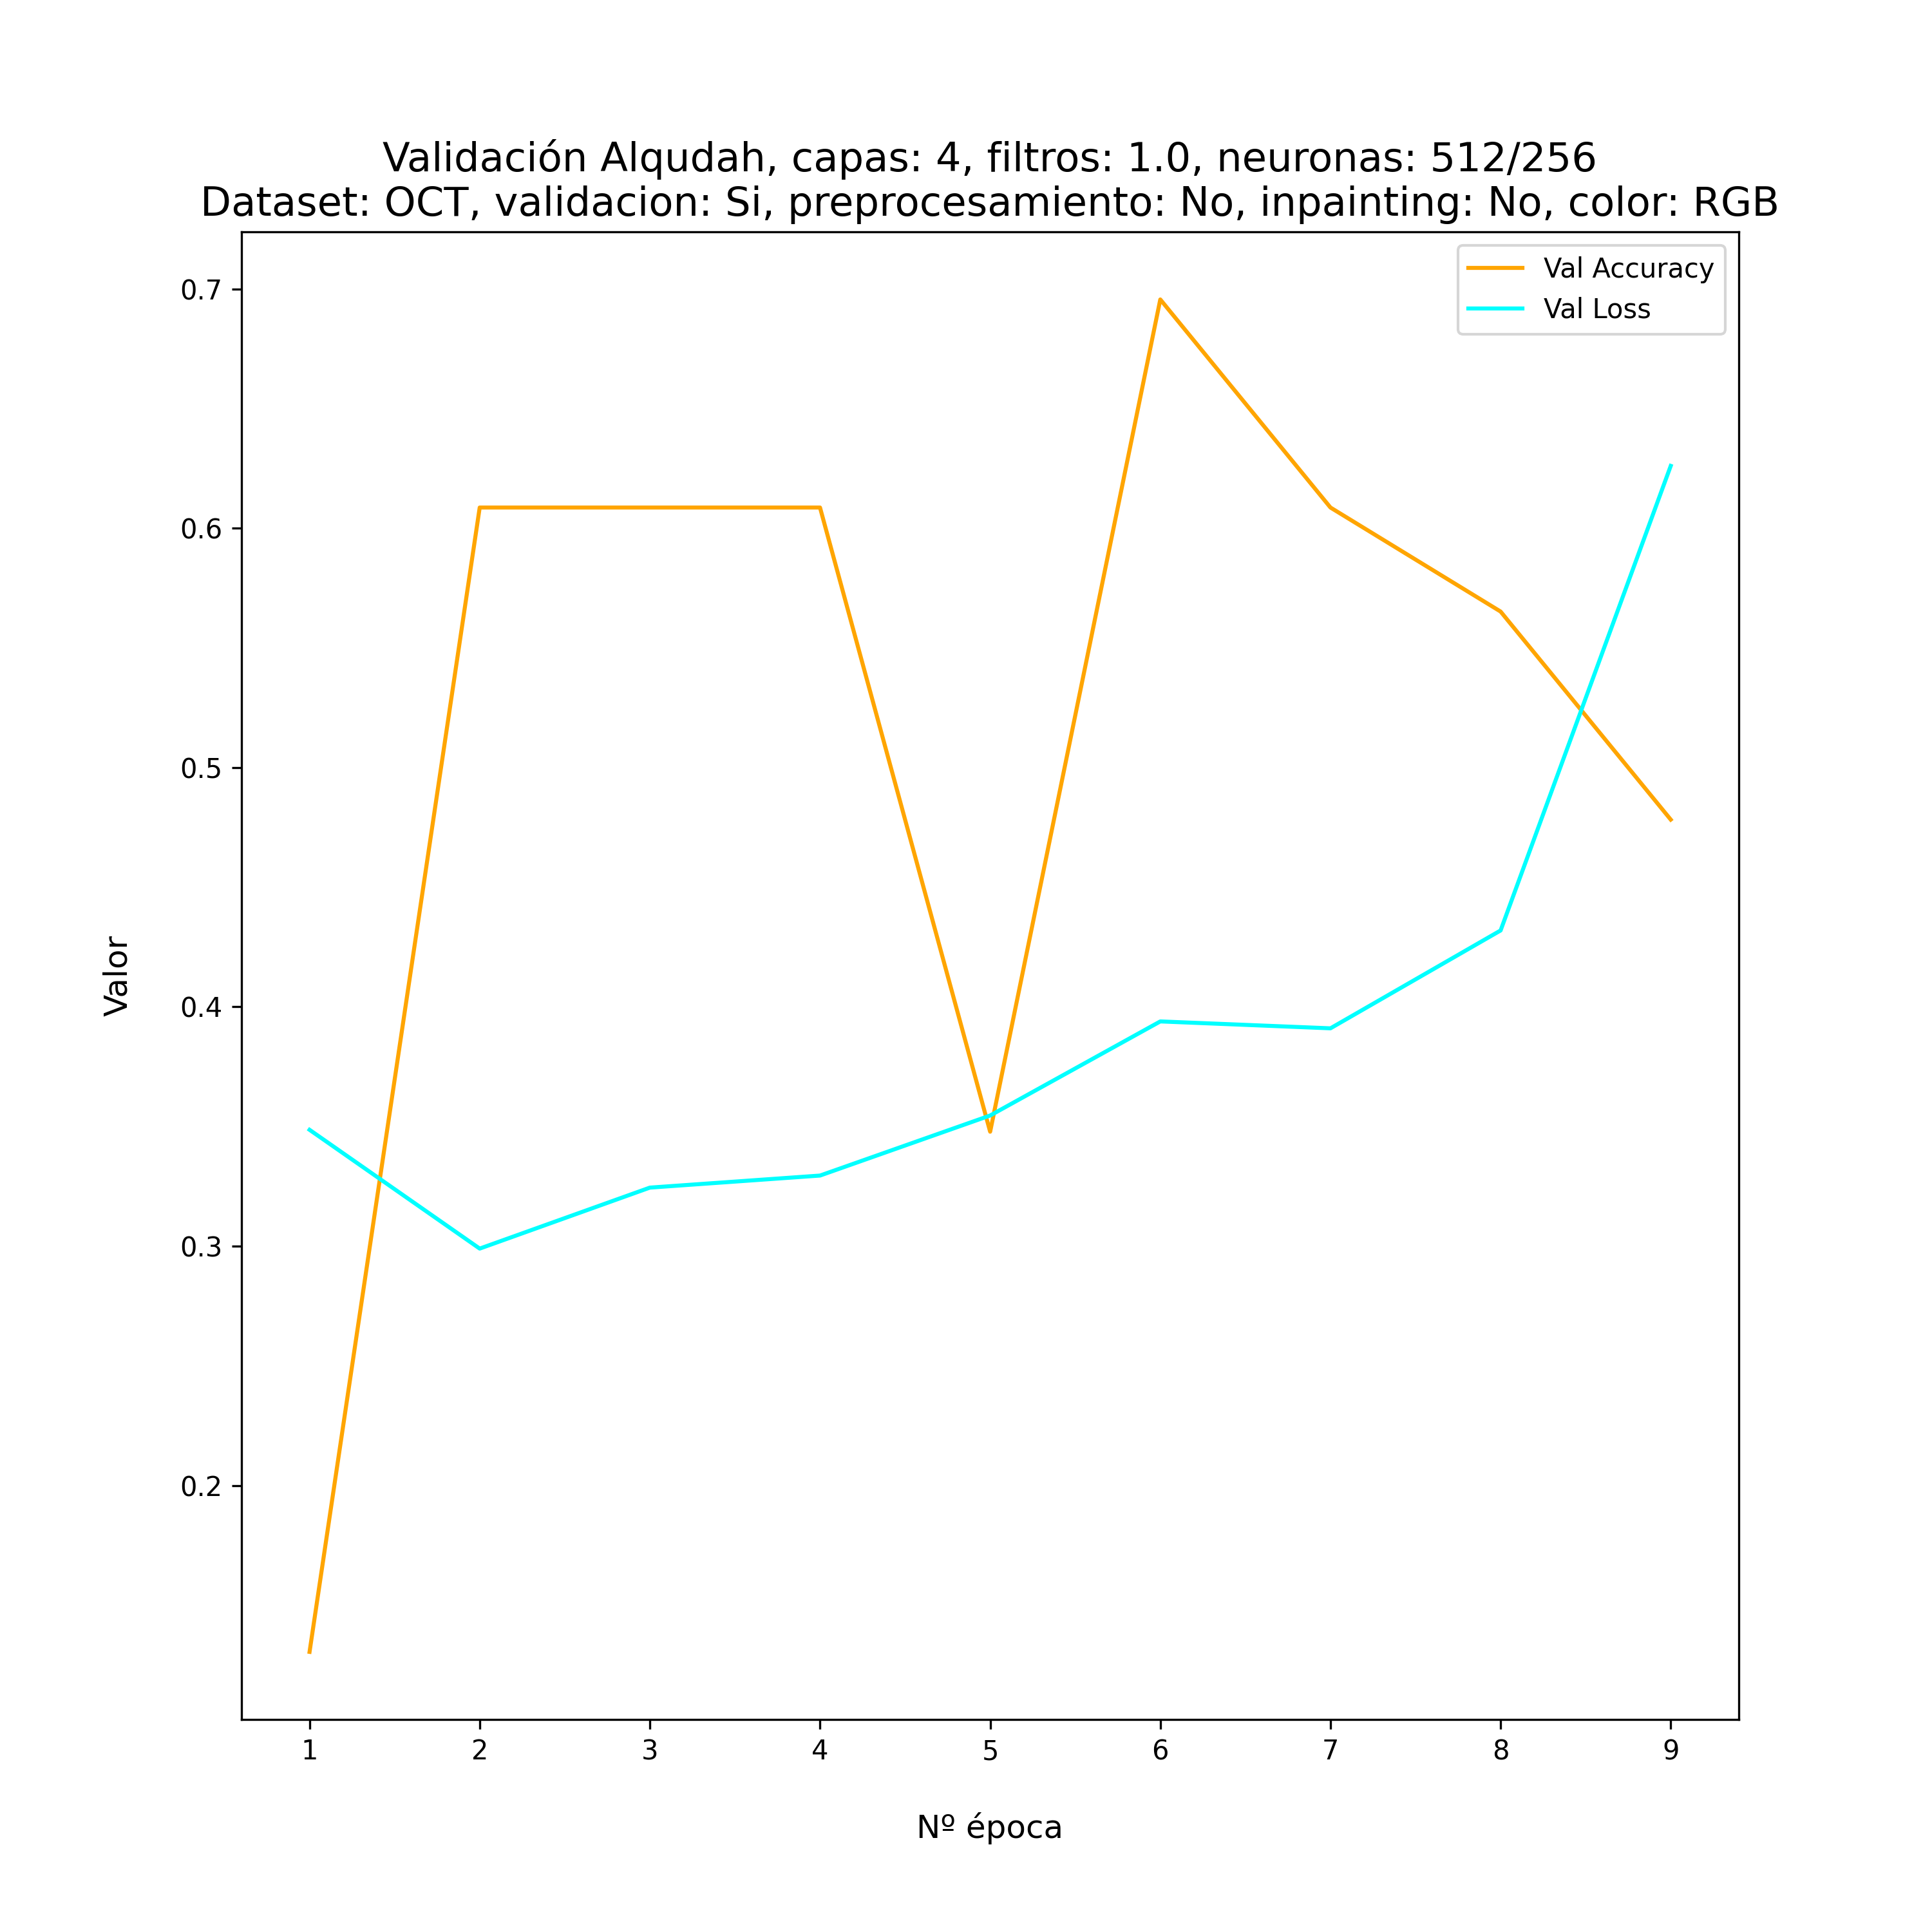 Validación Alqudah, capas: 4, filtros: 1.0, neuronas: 512/256
Dataset: OCT, validacion: Si, preprocesamiento: No, inpainting: No, color: RGB
Val Accuracy
Val Loss
0.7
0.6
0.5
0.4
0.3
0.2
Valor
1 2 3 4 5 6 7 8 9
Nº época